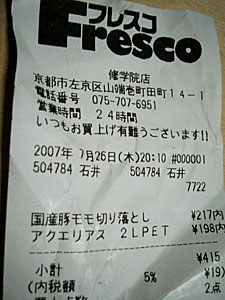 フレスコ
Fresco
修学院店
京都市左京区山端壱町田町14-1
電話番号 075-707-6951
営業時間 24時間
いつもお買上げ有難うございます!!
2007年 7月26日(木)20:10 #000001
504784 石井 504784 石井
7722
国産豚モモ切り落とし ¥217内
アクエリアス 2LPET ¥198内
小計 ¥415
(内税額 5% ¥19)
買上点数 2点